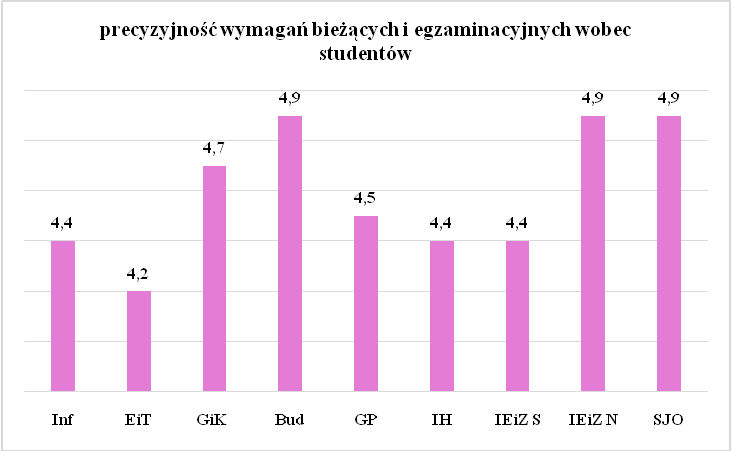 precyzyjność wymagań bieżących i egzaminacyjnych wobec
studentów
4,9 4,9 4,9
4,7
4,5
4,4 4,4 4,4
4,2
Inf EiT GiK Bud GP IH IEiZ S IEiZ N SJO